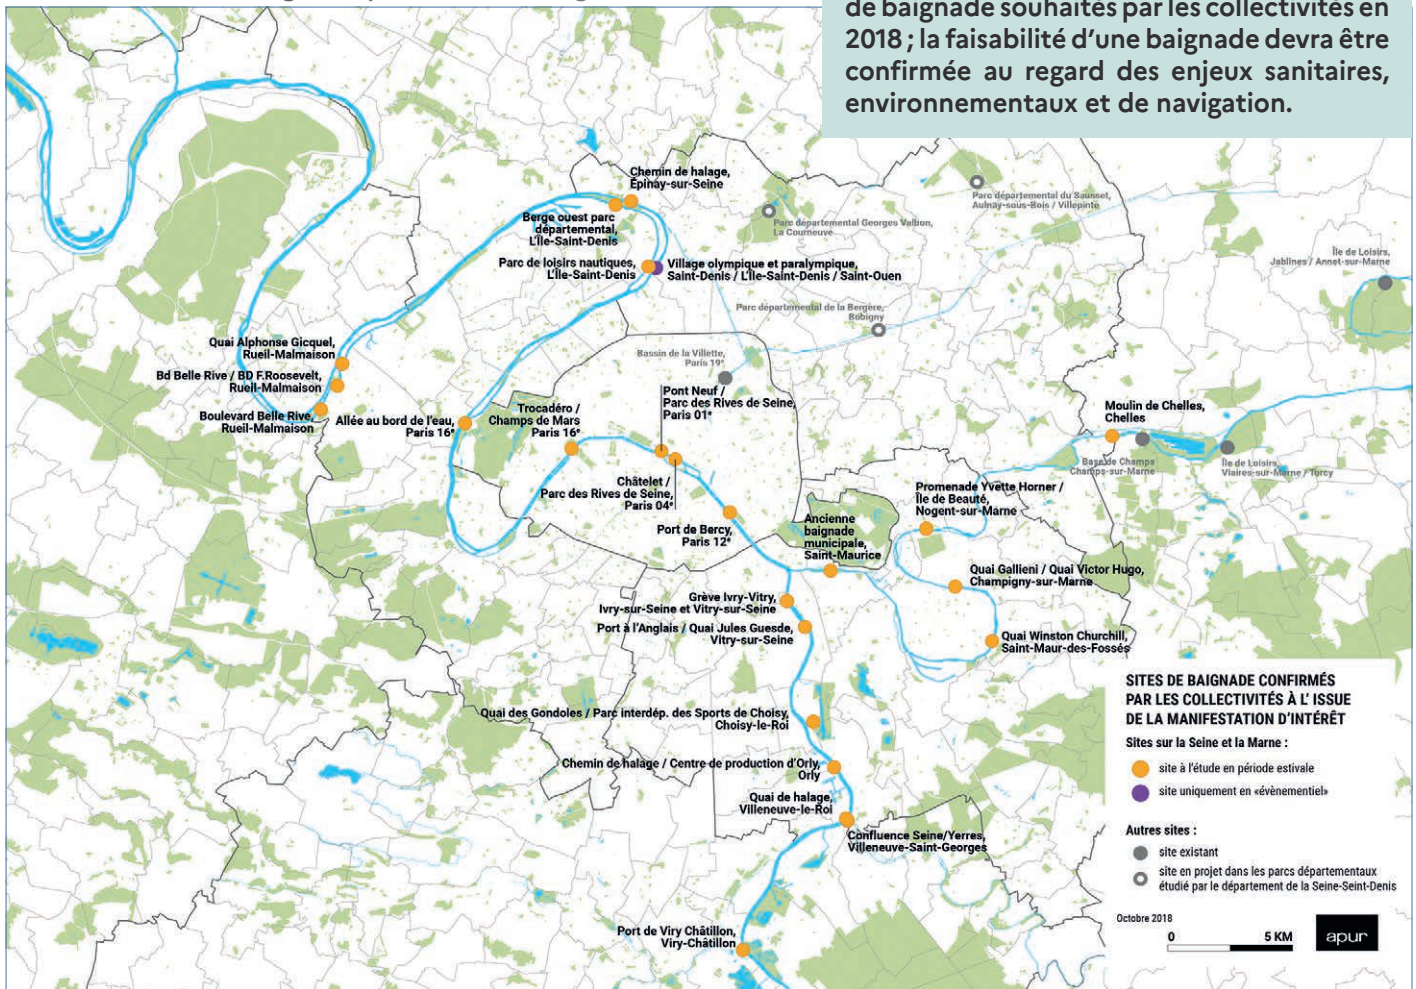 de baignade souhaités par les collectivités en
2018 ; la faisabilité d'une baignade devra être
confirmée au regard des enjeux sanitaires,
environnementaux et de navigation.
Chemin de halage,
Épinay-sur-Seine
Berge ouest parc
départemental,
L'Île-Saint-Denis
Parc de loisirs nautiques,
L'Île-Saint-Denis
Village olympique et paralympique,
Saint-Denis / L'Île-Saint-Denis / Saint-Ouen
Parc départemental Georges Valbon,
La Courneuve
Parc départemental du Sausset,
Aulnay-sous-Bois / Villepinte
Île de Loisirs,
Jablines / Annet-sur-Marne
Parc départemental de la Bergère,
Bobigny
Quai Alphonse Gicquel,
Rueil-Malmaison
Bd Belle Rive / BD F.Roosevelt,
Rueil-Malmaison
Boulevard Belle Rive,
Rueil-Malmaison
Allée au bord de l'eau,
Paris 16e
Trocadéro /
Champs de Mars
Paris 16e
Bassin de la Villette,
Paris 19e
Pont Neuf /
Parc des Rives de Seine,
Paris 01e
Châtelet /
Parc des Rives de Seine,
Paris 04e
Port de Bercy,
Paris 12e
Ancienne
baignade
municipale,
Saint-Maurice
Moulin de Chelles,
Chelles
Base de Champs
Champs-sur-Marne
Île de Loisirs,
Vaires-sur-Marne / Torcy
Promenade Yvette Horner /
Île de Beauté,
Nogent-sur-Marne
Quai Gallieni / Quai Victor Hugo,
Champigny-sur-Marne
Quai Winston Churchill,
Saint-Maur-des-Fossés
Grève Ivry-Vitry,
Ivry-sur-Seine et Vitry-sur-Seine
Port à l'Anglais / Quai Jules Guesde,
Vitry-sur-Seine
Quai des Gondoles / Parc interdép. des Sports de Choisy,
Choisy-le-Roi
Chemin de halage / Centre de production d'Orly,
Orly
Quai de halage,
Villeneuve-le-Roi
Confluence Seine/Yerres,
Villeneuve-Saint-Georges
Port de Viry Châtillon,
Viry-Châtillon
SITES DE BAIGNADE CONFIRMÉS
PAR LES COLLECTIVITÉS À L' ISSUE
DE LA MANIFESTATION D'INTÉRÊT
Sites sur la Seine et la Marne :
site à l'étude en période estivale
site uniquement en «évènementiel»
Autres sites :
site existant
site en projet dans les parcs départementaux
étudié par le département de la Seine-Saint-Denis
Octobre 2018
0 5 KM
apur